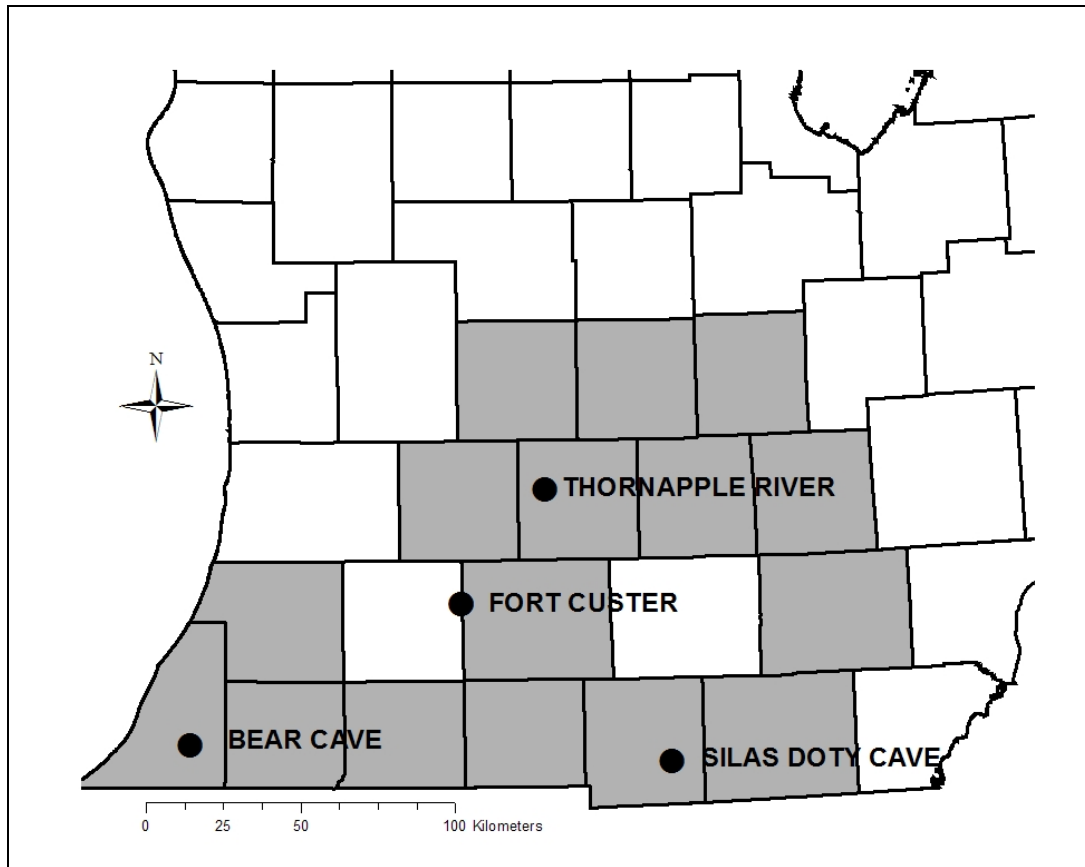 N
THORNAPPLE RIVER
FORT CUSTER
BEAR CAVE
SILAS DOTY CAVE
0 25 50 100 Kilometers